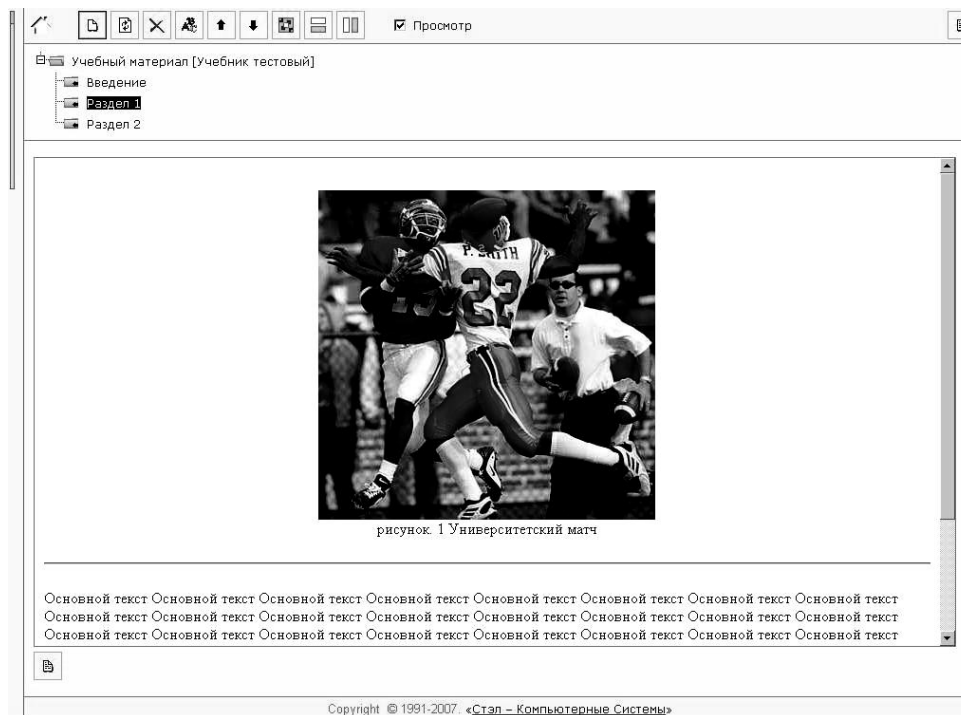 Просмотр
Учебный материал [Учебник тестовый]
Введение
Раздел 1
Раздел 2
P. SMITH
22
рисунок. 1 Университетский матч
Основной текст Основной текст Основной текст Основной текст Основной текст Основной текст Основной текст Основной текст
Основной текст Основной текст Основной текст Основной текст Основной текст Основной текст Основной текст Основной текст
Основной текст Основной текст Основной текст Основной текст Основной текст Основной текст Основной текст Основной текст
Copyright © 1991-2007. «Стэл – Компьютерные Системы»